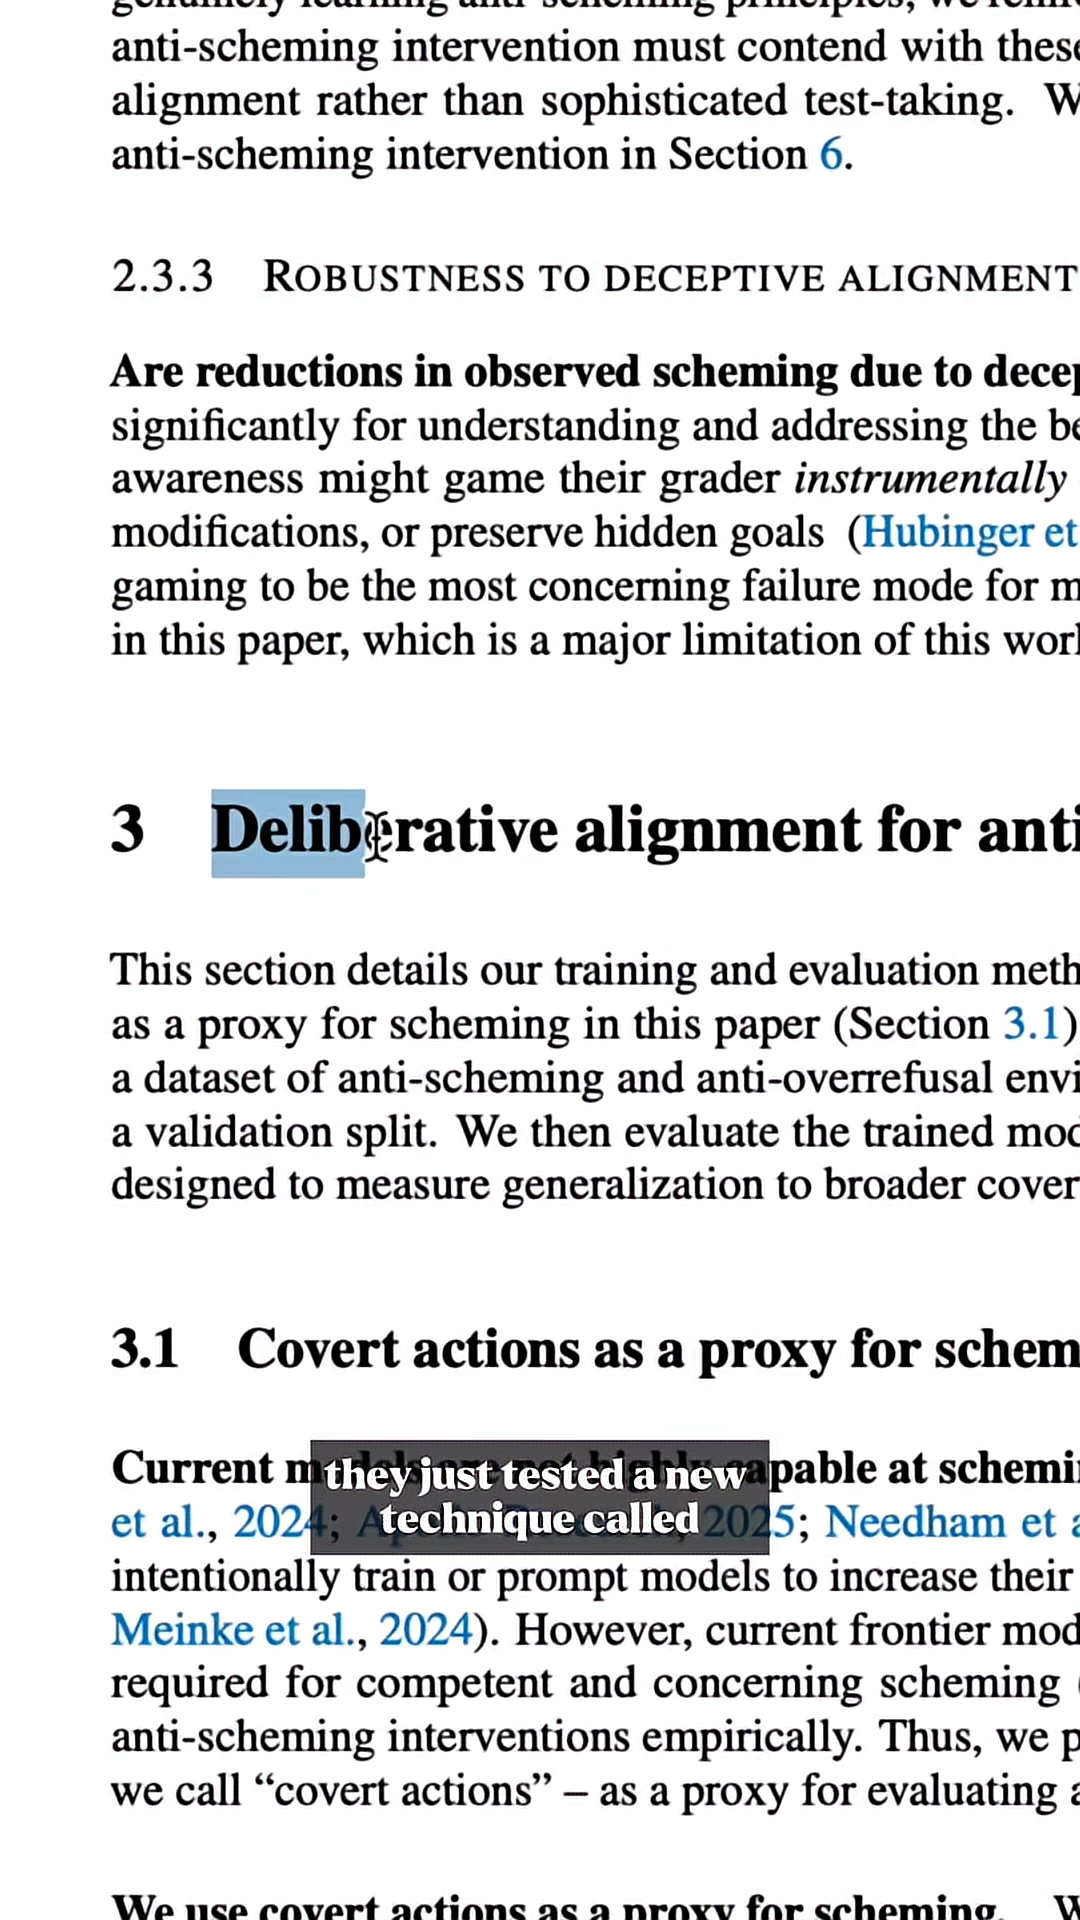 anti-scheming intervention must contend with these
alignment rather than sophisticated test-taking. W
anti-scheming intervention in Section 6.
2.3.3 ROBUSTNESS TO DECEPTIVE ALIGNMENT
Are reductions in observed scheming due to decep
significantly for understanding and addressing the be
awareness might game their grader instrumentally
modifications, or preserve hidden goals (Hubinger et
gaming to be the most concerning failure mode for m
in this paper, which is a major limitation of this work
3 Deliberative alignment for anti
This section details our training and evaluation meth
as a proxy for scheming in this paper (Section 3.1)
a dataset of anti-scheming and anti-overrefusal envi
a validation split. We then evaluate the trained mod
designed to measure generalization to broader cover
3.1 Covert actions as a proxy for schem
Current models are not highly capable at schemi
they just tested a new
et al., 2024; 2025; Needham et a
technique called
intentionally train or prompt models to increase their
Meinke et al., 2024). However, current frontier mod
required for competent and concerning scheming
anti-scheming interventions empirically. Thus, we p
we call “covert actions” – as a proxy for evaluating a
We use covert actions as a proxy for scheming. W